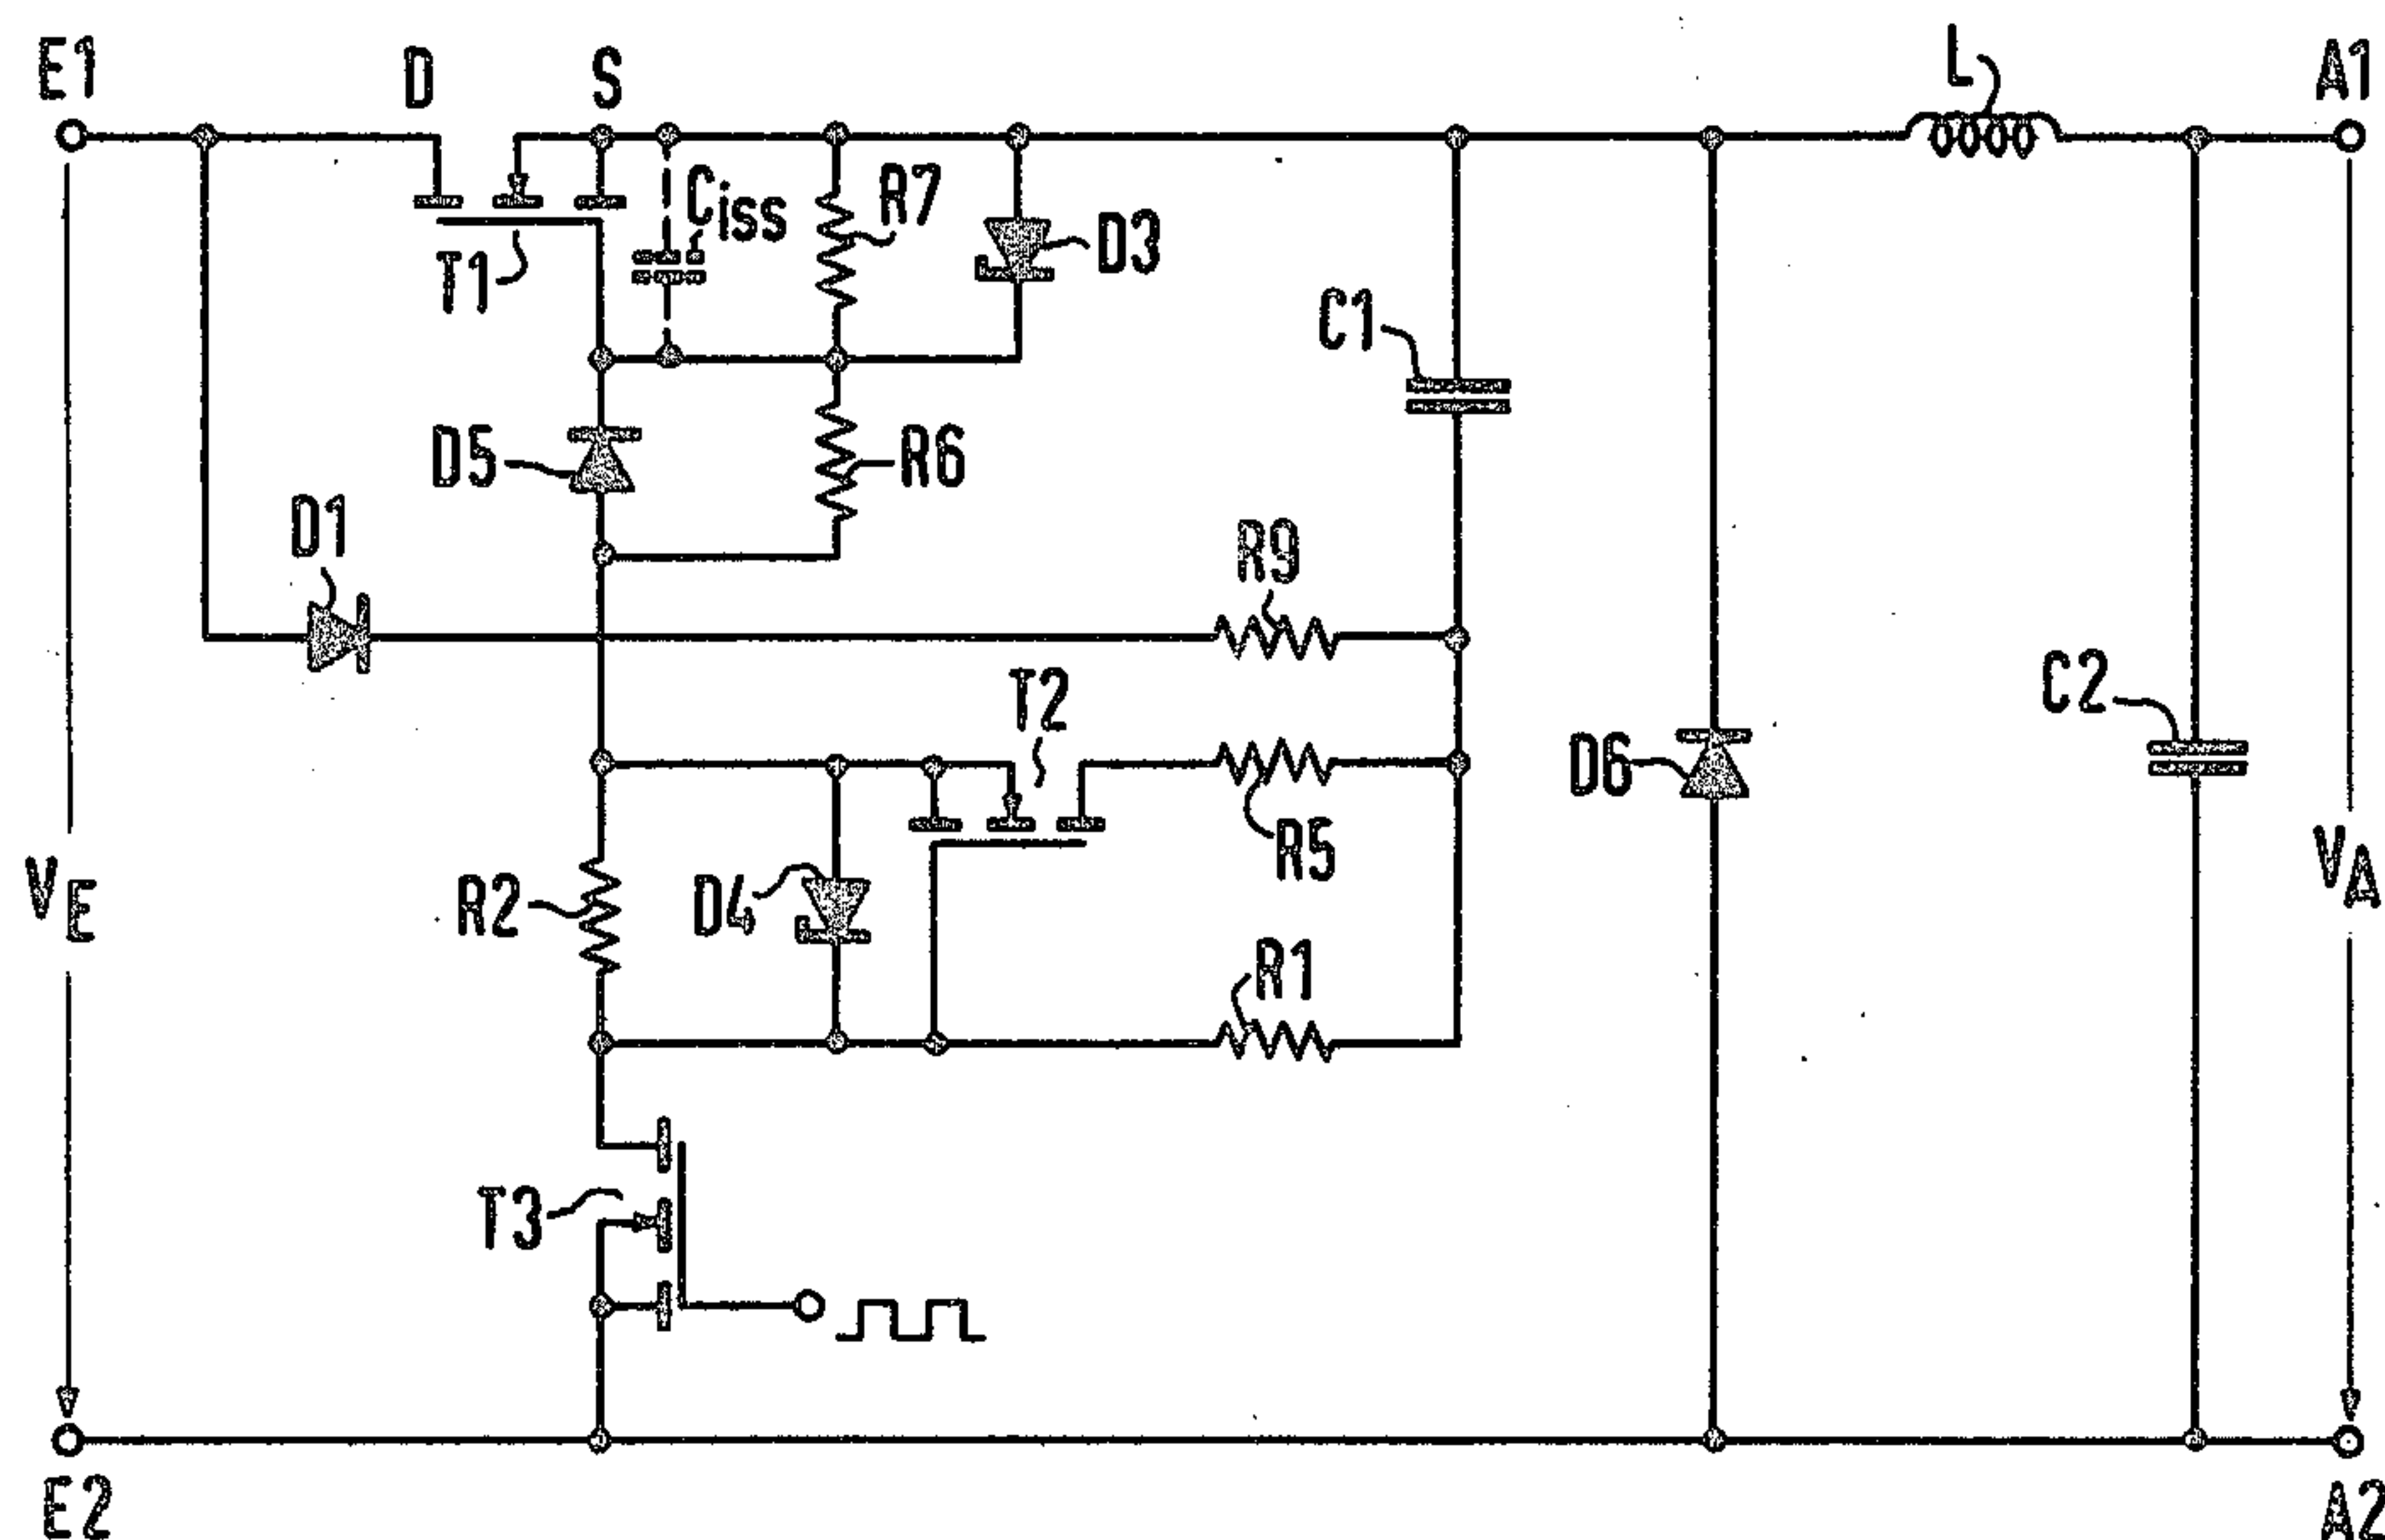 E1 D S L A1
Ciss R7 D3
T1
C1
D5 R6
D1 R9
T2
C2
D6
VE R2 D4 R5 VA
R1
T3
E2 A2